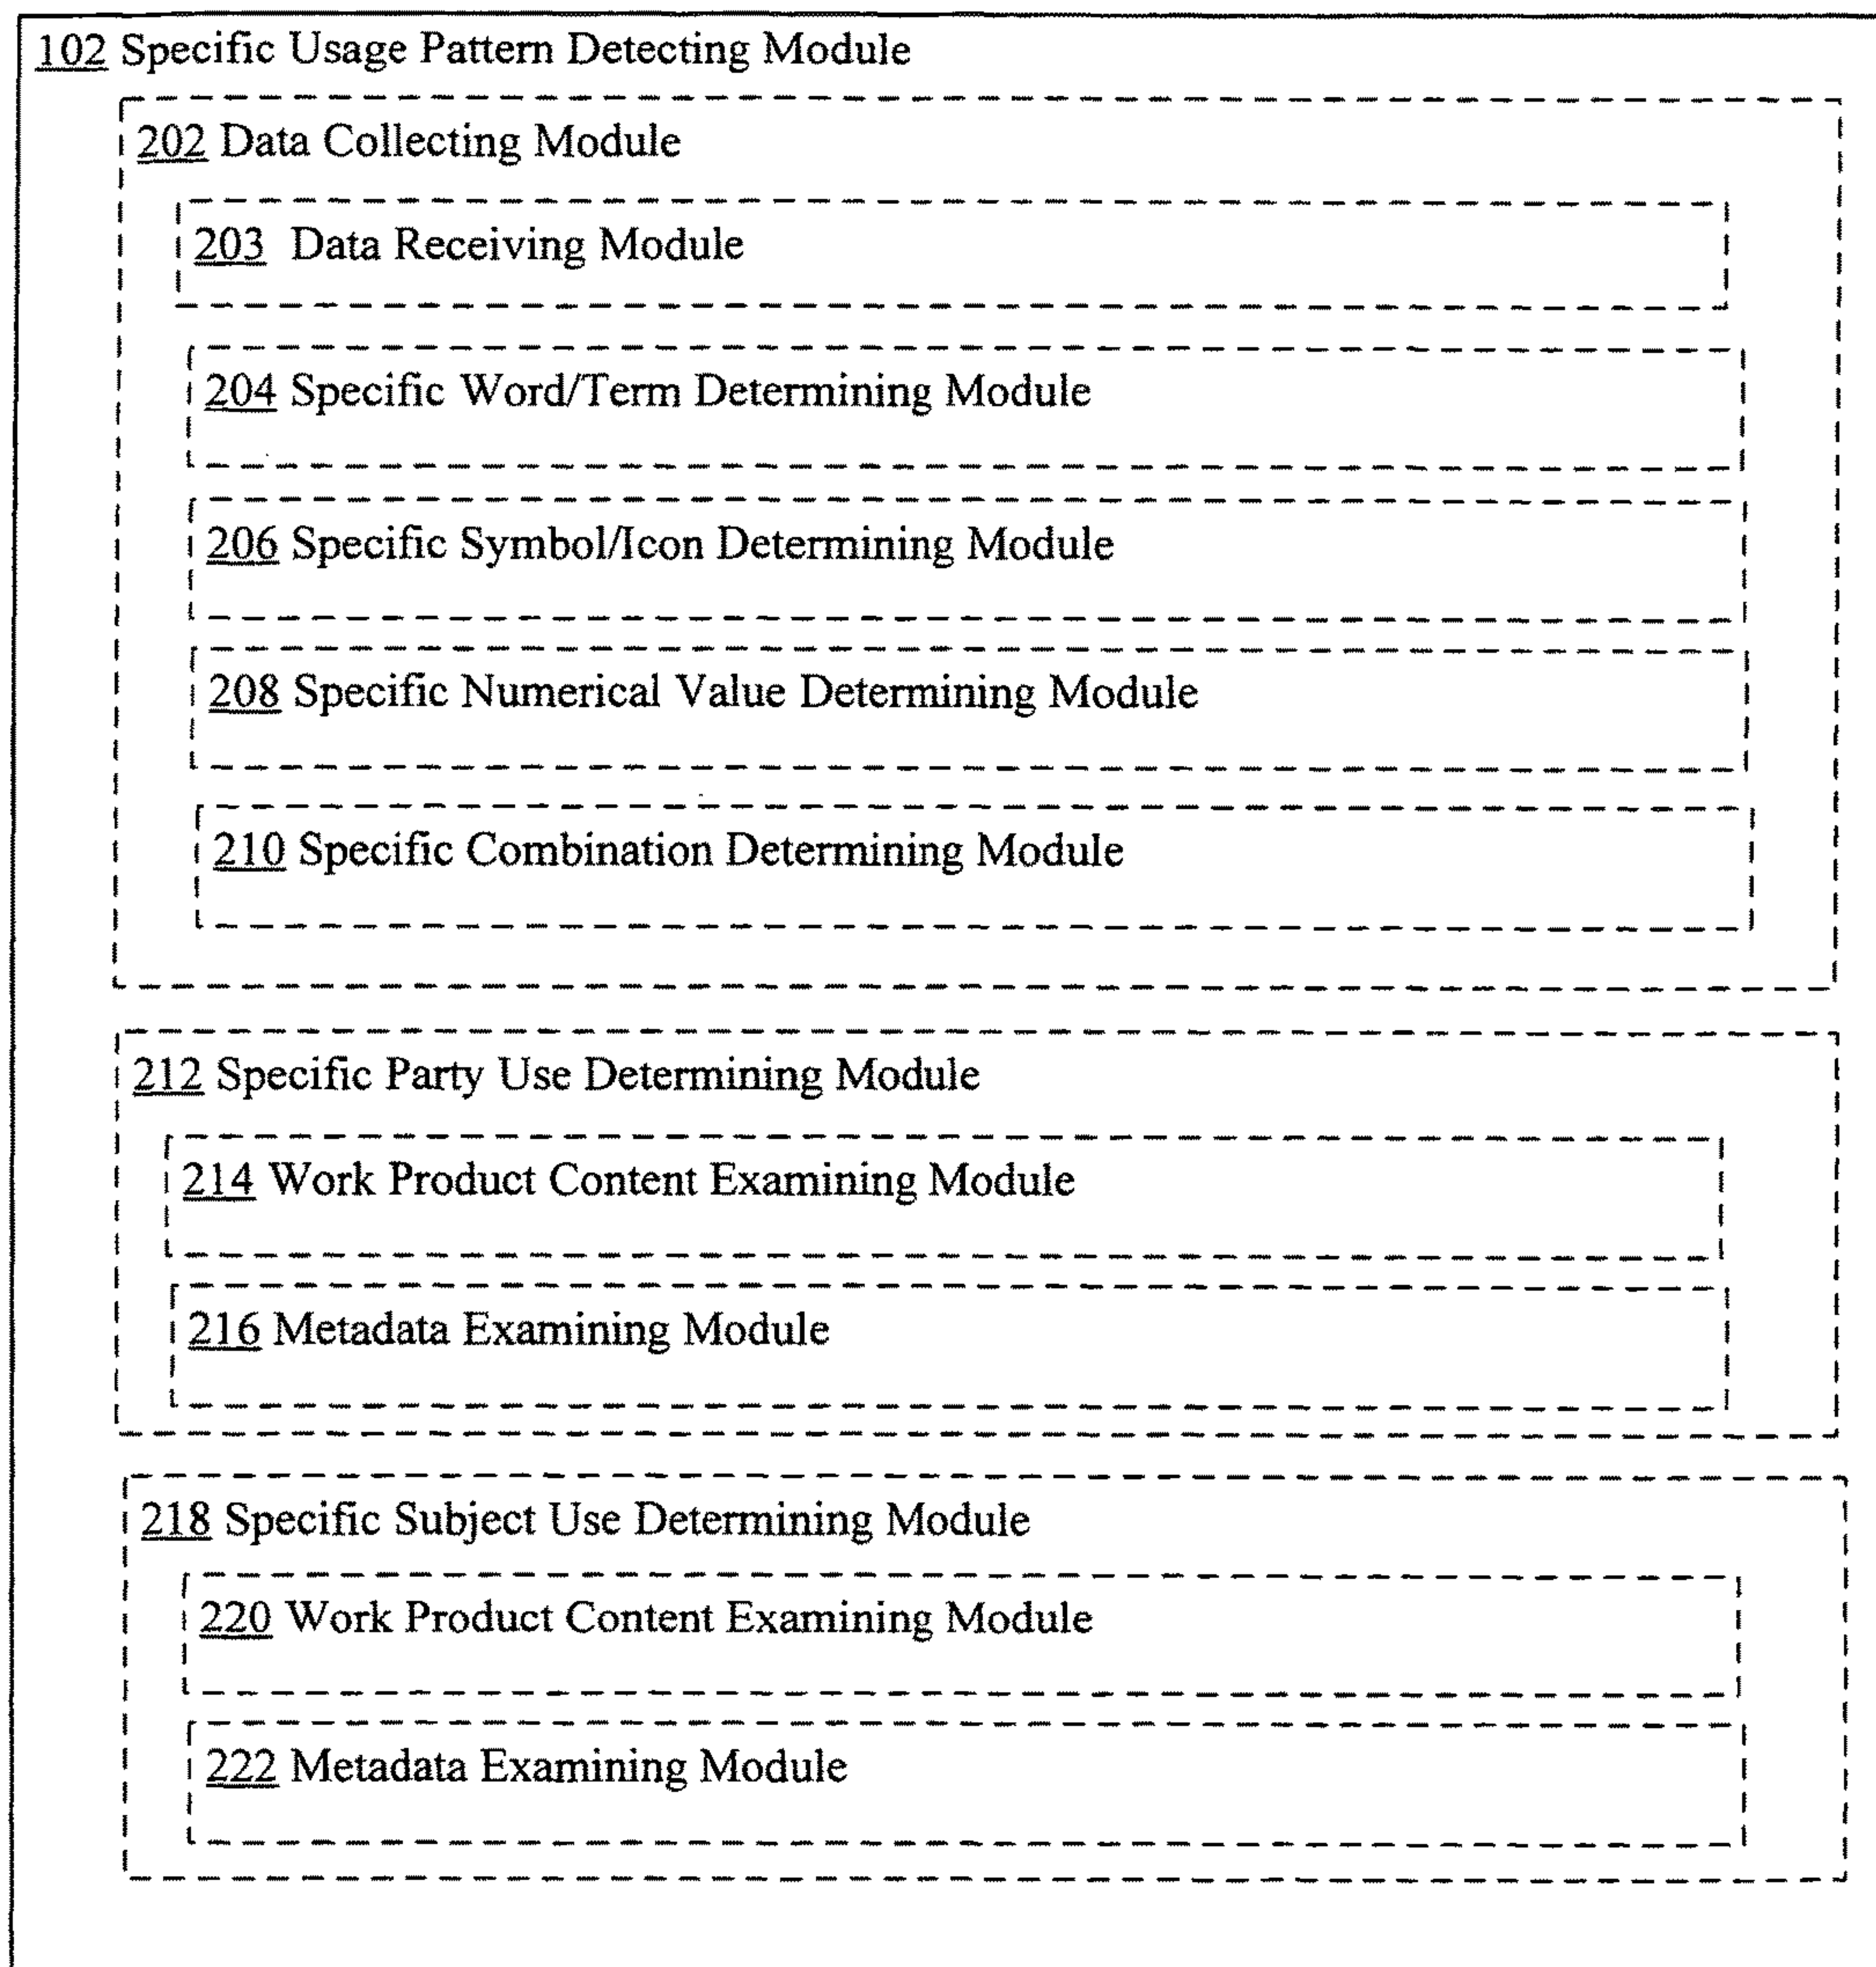 102 Specific Usage Pattern Detecting Module
202 Data Collecting Module
203 Data Receiving Module
204 Specific Word/Term Determining Module
206 Specific Symbol/Icon Determining Module
208 Specific Numerical Value Determining Module
210 Specific Combination Determining Module
212 Specific Party Use Determining Module
214 Work Product Content Examining Module
216 Metadata Examining Module
218 Specific Subject Use Determining Module
220 Work Product Content Examining Module
222 Metadata Examining Module